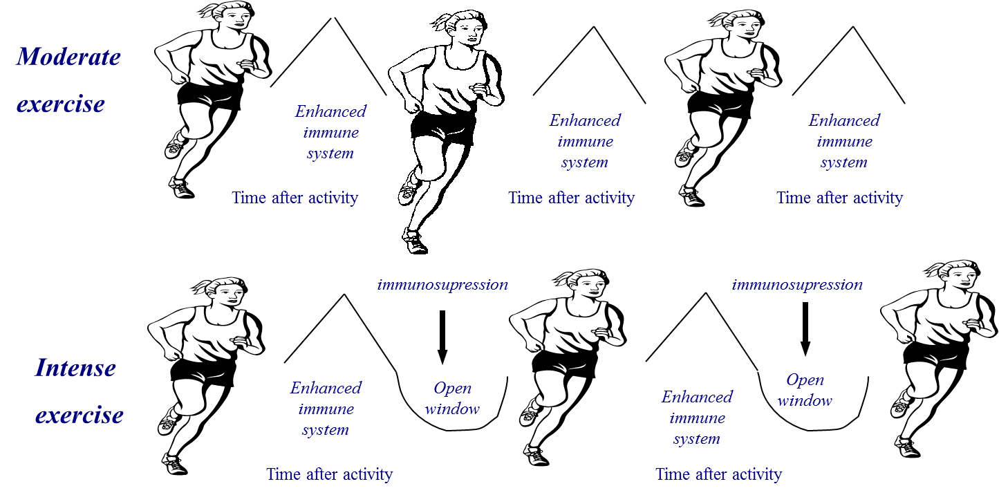 Moderate
exercise
Enhanced
immune
system
Time after activity
Enhanced
immune
system
Time after activity
Enhanced
immune
system
Time after activity
Intense
exercise
Enhanced
immune
system
Time after activity
immunosupression
Open
window
Enhanced
immune
system
Time after activity
immunosupression
Open
window